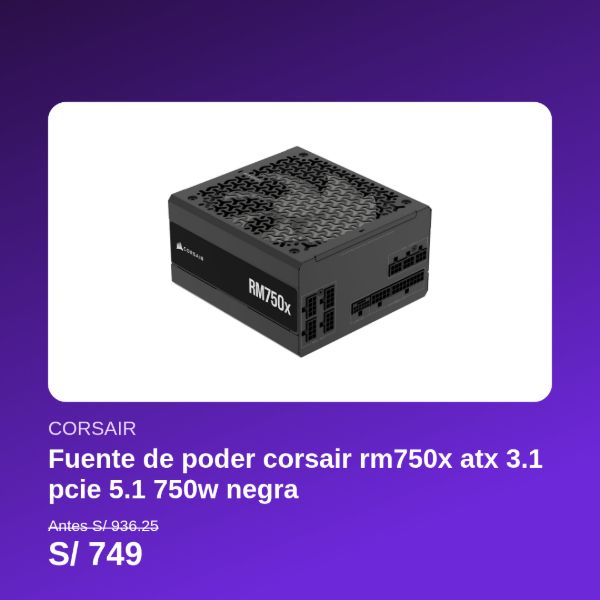 CORSAIR
RM750x
CORSAIR
Fuente de poder corsair rm750x atx 3.1
pcie 5.1 750w negra
Antes S/ 936.25
S/ 749